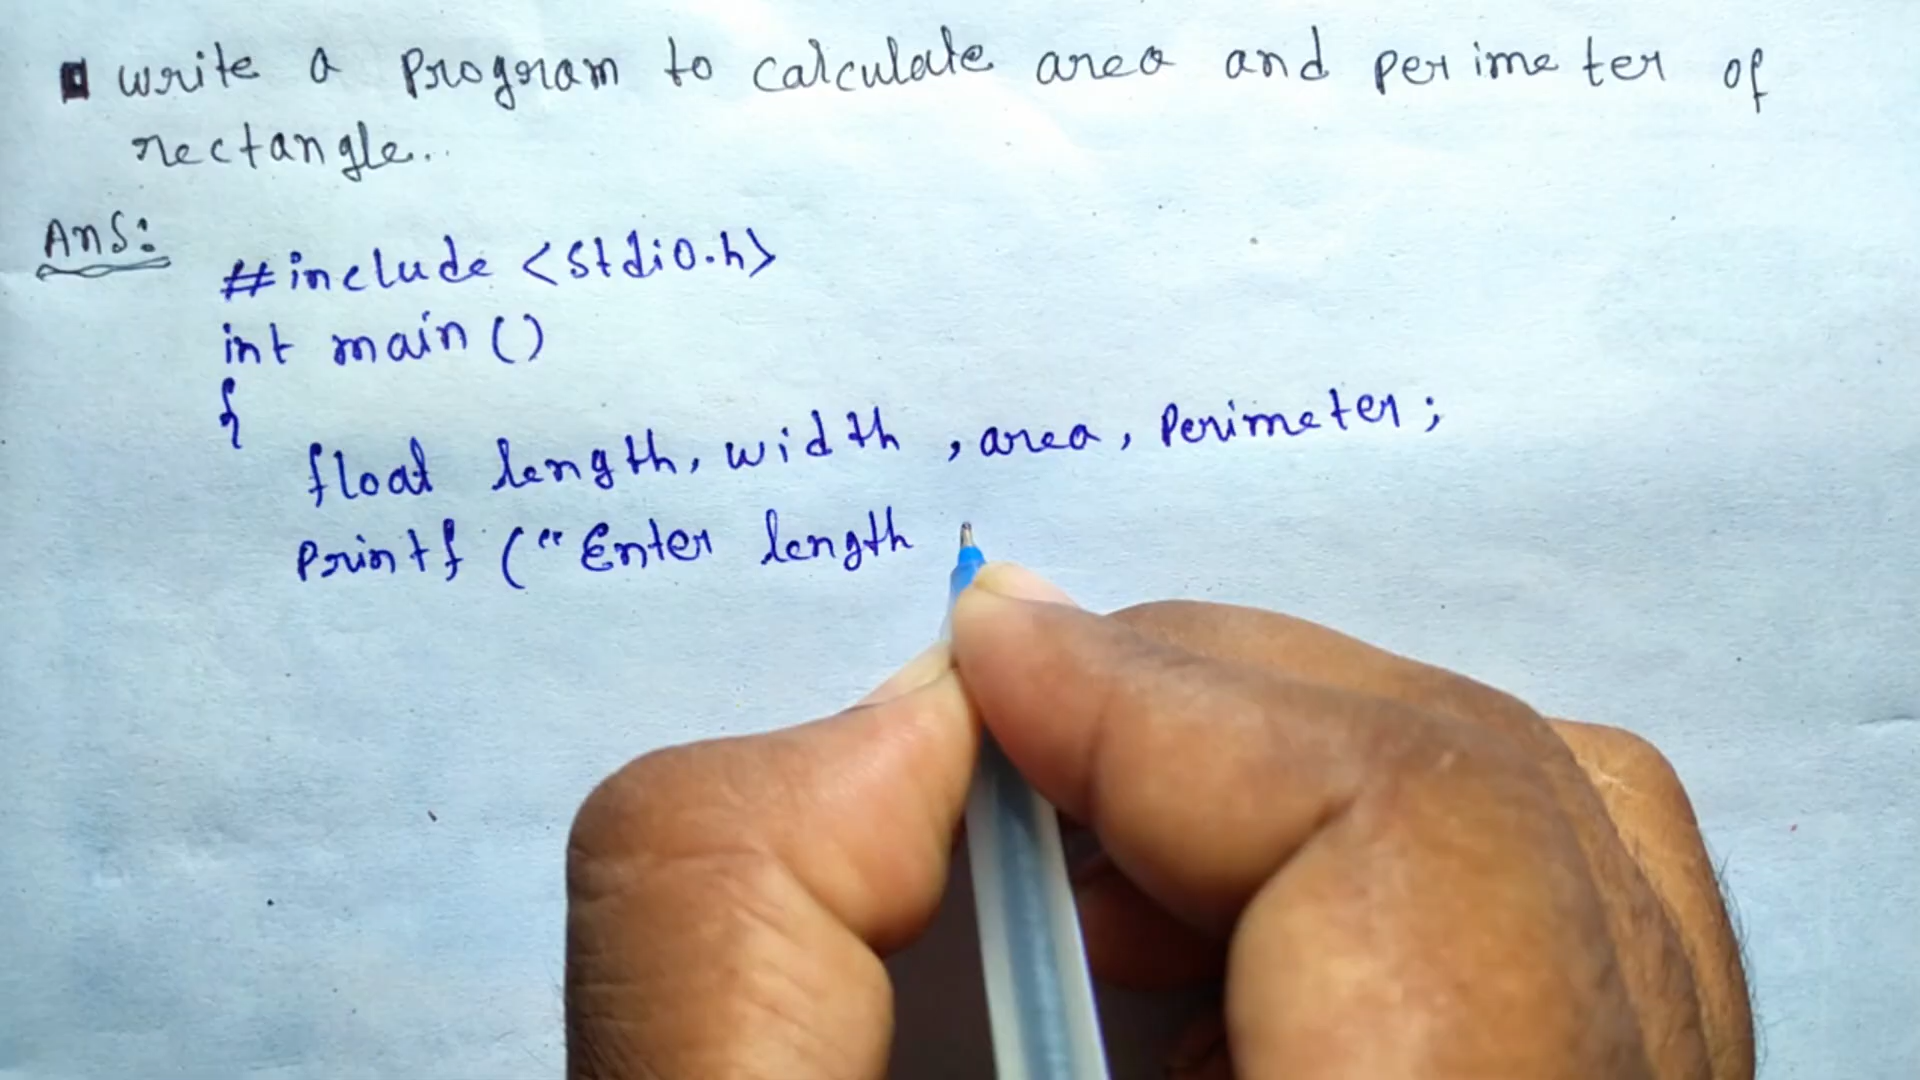 write a program to calculate area and perimeter of
rectangle.
Ans:
#include <stdio.h>
int main ()
{
float length, width, area, Perimeter;
Printf ("Enter length